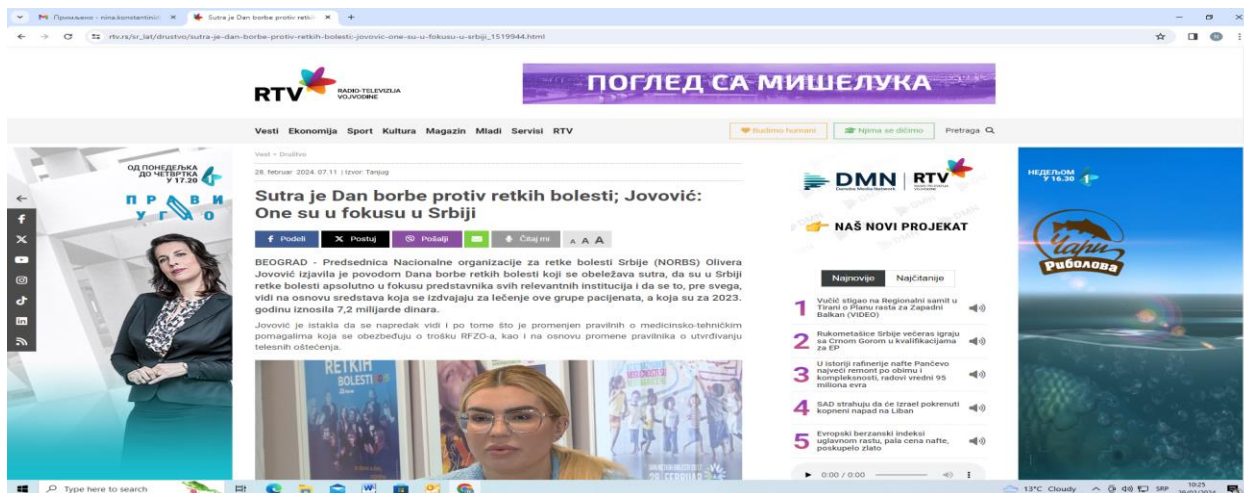 Sutra je Dan borbe protiv retkih
rtv.rs/sr_lat/drustvo/sutra-je-dan-borbe-protiv-retkih-bolesti;-jovovic-one-su-u-fokusu-u-srbiji_1519944.html
RTV RADIO-TELEVIZIJA
VOJVODINE
ПОГЛЕД СА МИШЕЛУКА
Vesti Ekonomija Sport Kultura Magazin Mladi Servisi RTV
Budimo humani
Njima se dičimo
Pretraga
ОД ПОНЕДЕЉКА
ДО ЧЕТВРТКА
У 17.20
ПРАВИ
УГАО
Vest > Društvo
28. februar 2024. 07.11 | Izvor: Tanjug
Sutra je Dan borbe protiv retkih bolesti; Jovović:
One su u fokusu u Srbiji
Podeli
Postuj
Pošalji
Čitaj mi
A A A
BEOGRAD - Predsednica Nacionalne organizacije za retke bolesti Srbije (NORBS) Olivera
Jovović izjavila je povodom Dana borbe retkih bolesti koji se obeležava sutra, da su u Srbiji
retke bolesti apsolutno u fokusu predstavnika svih relevantnih institucija i da se to, pre svega,
vidi na osnovu sredstava koja se izdvajaju za lečenje ove grupe pacijenata, a koja su za 2023.
godinu iznosila 7,2 milijarde dinara.
Jovović je istakla da se napredak vidi i po tome što je promenjen pravilnih o medicinsko-tehničkim
pomagalima koja se obezbeđuju o trošku RFZO-a, kao i na osnovu promene pravilnika o utvrđivanju
telesnih oštećenja.
RETKIH
BOLESTI
DMN RTV
NAŠ NOVI PROJEKAT
Najnovije Najčitanije
1 Vučić stigao na Regionalni samit u
Tirani o Planu rasta za Zapadni
Balkan (VIDEO)
2 Rukometašice Srbije večeras igraju
sa Crnom Gorom u kvalifikacijama
za EP
3 U istoriji rafinerije nafte Pančevo
najveći remont po obimu i
kompleksnosti, radovi vredni 95
miliona evra
4 SAD strahuju da će Izrael pokrenuti
kopneni napad na Liban
5 Evropski berzanski indeksi
uglavnom rastu, pala cena nafte,
poskupelo zlato
0:00 / 0:00
НЕДЕЉОМ
У 16.30
Чари
Риболова
Type here to search
13°C Cloudy
SRP
10:25